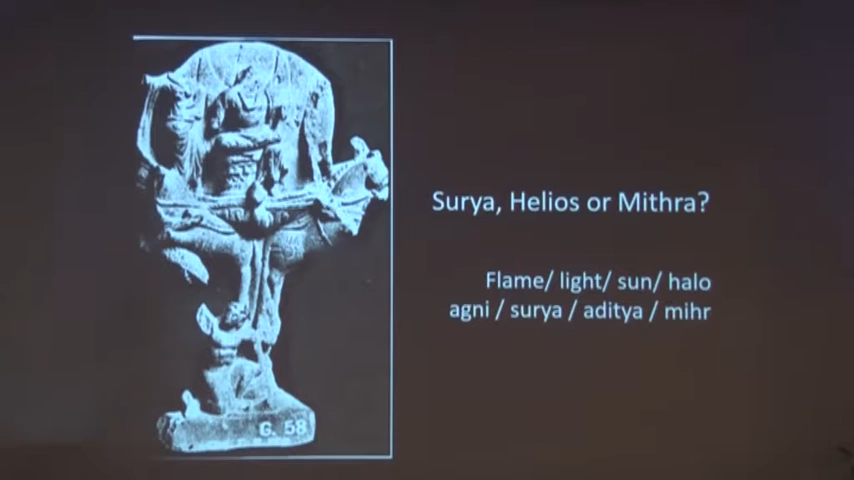 Surya, Helios or Mithra?
Flame/ light/ sun/ halo
agni / surya / aditya / mihr
G. 58